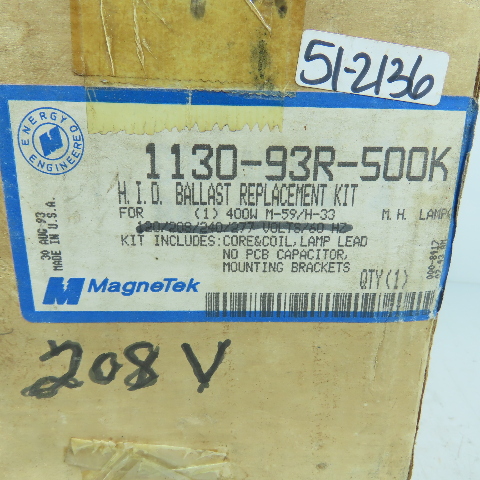 51-2136
ENERGY
ENGINEERED
1130-93R-500K
H.I.D. BALLAST REPLACEMENT KIT
FOR (1) 400W M-59/H-33 M.H. LAMP
120/208/240/277 VOLTS/60 HZ
KIT INCLUDES: CORE&COIL, LAMP LEAD
NO PCB CAPACITOR,
MOUNTING BRACKETS
QTY(1)
30 AUG-93
MADE IN U.S.A.
MAGNETEK
208 V